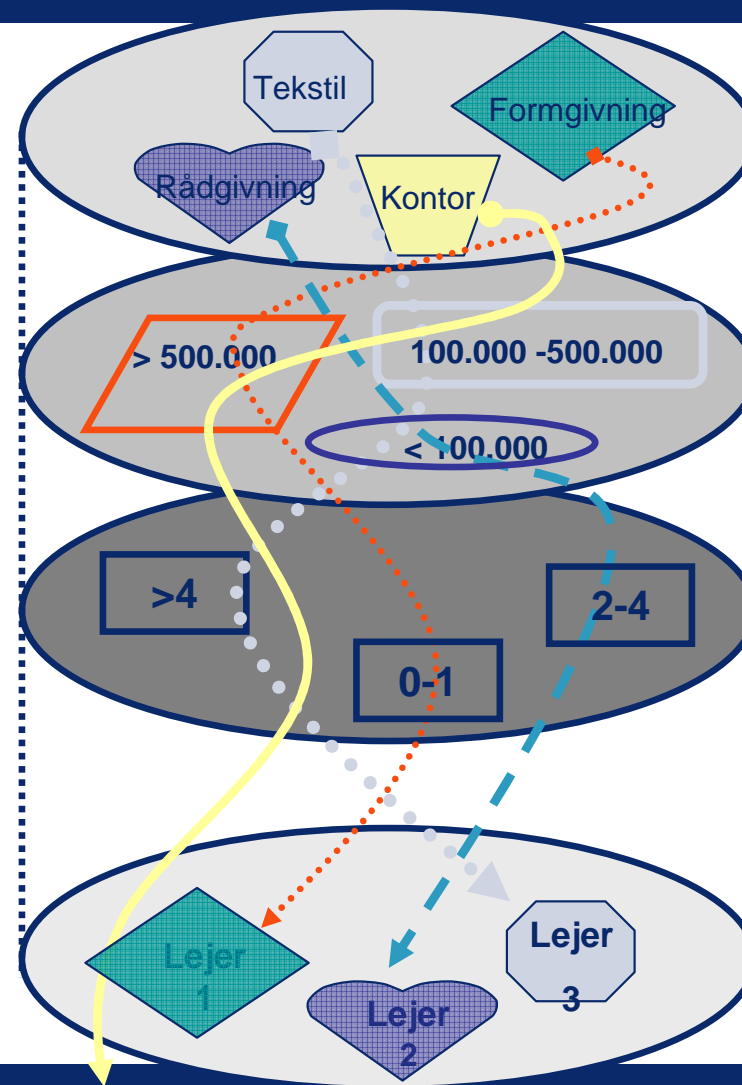 Tekstil
Formgivning
Rådgivning
Kontor
> 500.000
100.000 -500.000
< 100.000
>4
2-4
0-1
Lejer
1
Lejer
2
Lejer
3